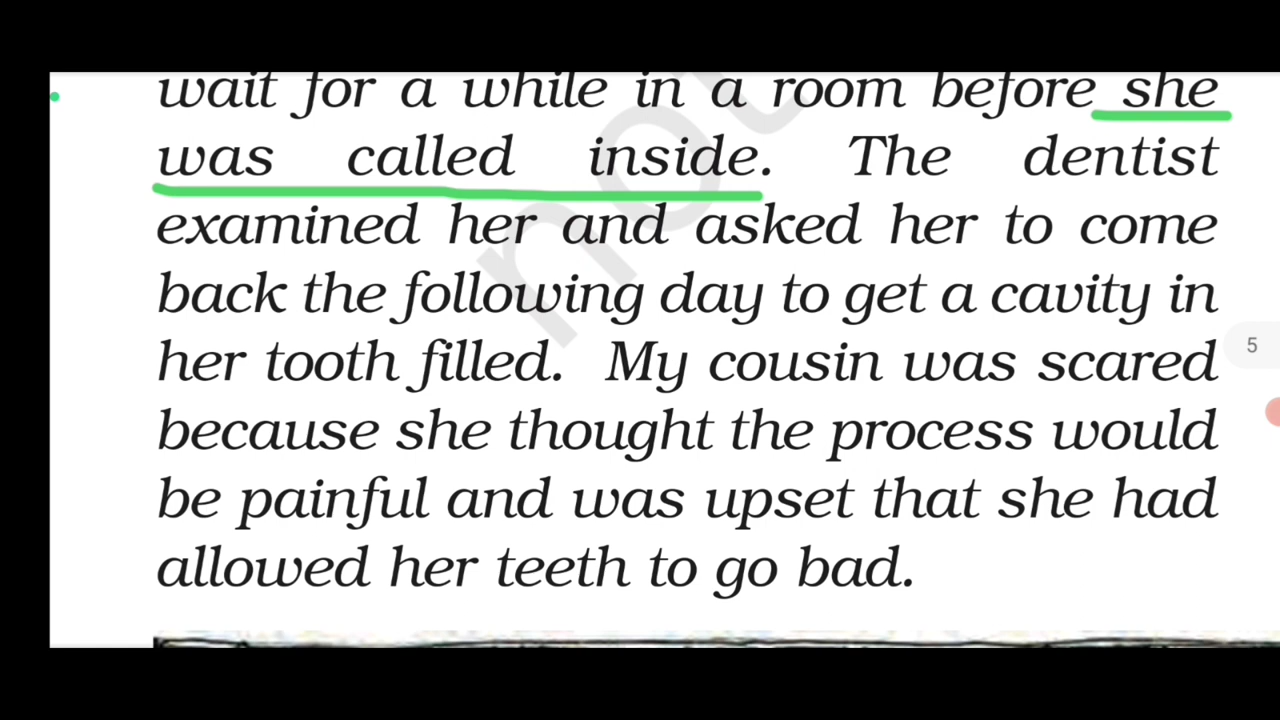 wait for a while in a room before she
was called inside. The dentist
examined her and asked her to come
back the following day to get a cavity in
her tooth filled. My cousin was scared
because she thought the process would
be painful and was upset that she had
allowed her teeth to go bad.
not
5